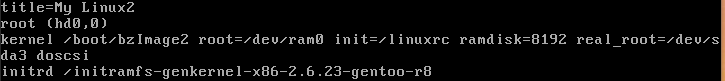 title=My Linux2
root (hd0,0)
kernel /boot/bzImage2 root=/dev/ram0 init=/linuxrc ramdisk=8192 real_root=/dev/s
da3 doscsi
initrd /initramfs-genkernel-x86-2.6.23-gentoo-r8